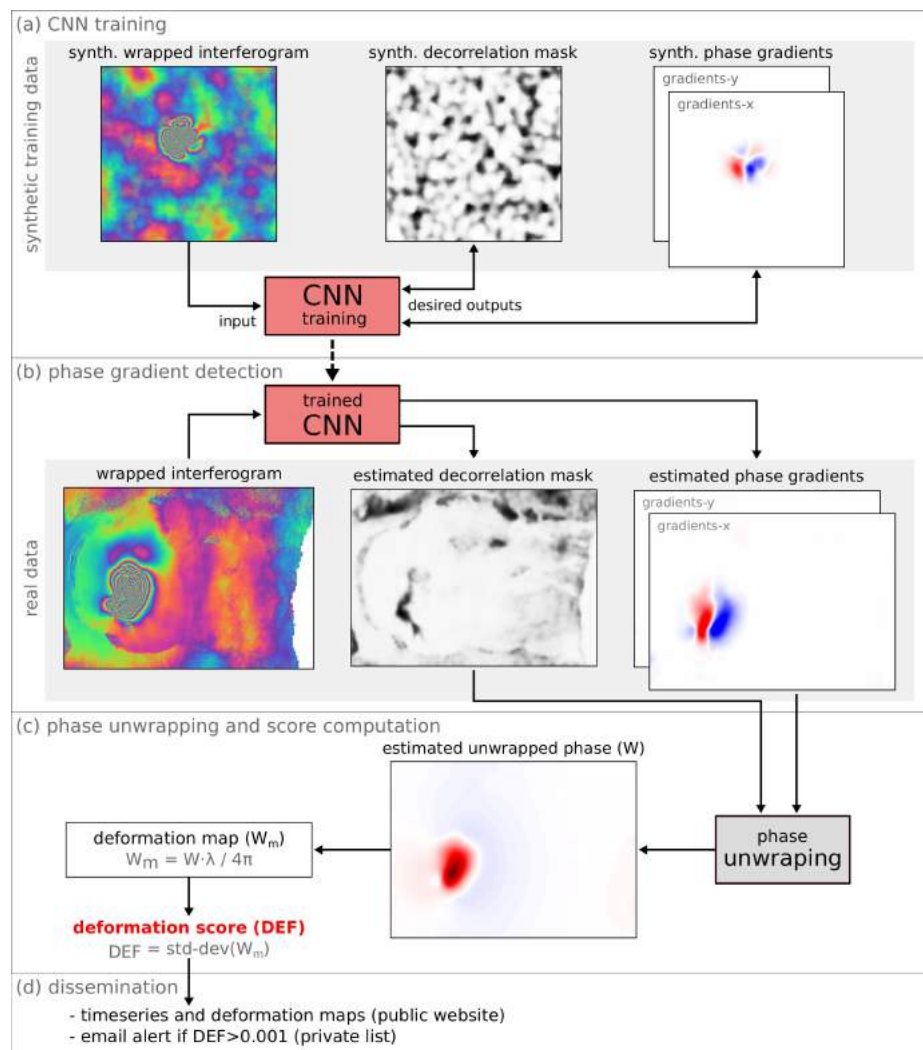 (a) CNN training
synthetic training data
synth. wrapped interferogram
synth. decorrelation mask
synth. phase gradients
gradients-y
gradients-x
CNN
training
input
desired outputs
(b) phase gradient detection
trained
CNN
real data
wrapped interferogram
estimated decorrelation mask
estimated phase gradients
gradients-y
gradients-x
(c) phase unwrapping and score computation
estimated unwrapped phase (W)
phase
unwraping
deformation map (Wm)
Wm = W·λ / 4π
deformation score (DEF)
DEF = std-dev(Wm)
(d) dissemination
- timeseries and deformation maps (public website)
- email alert if DEF>0.001 (private list)